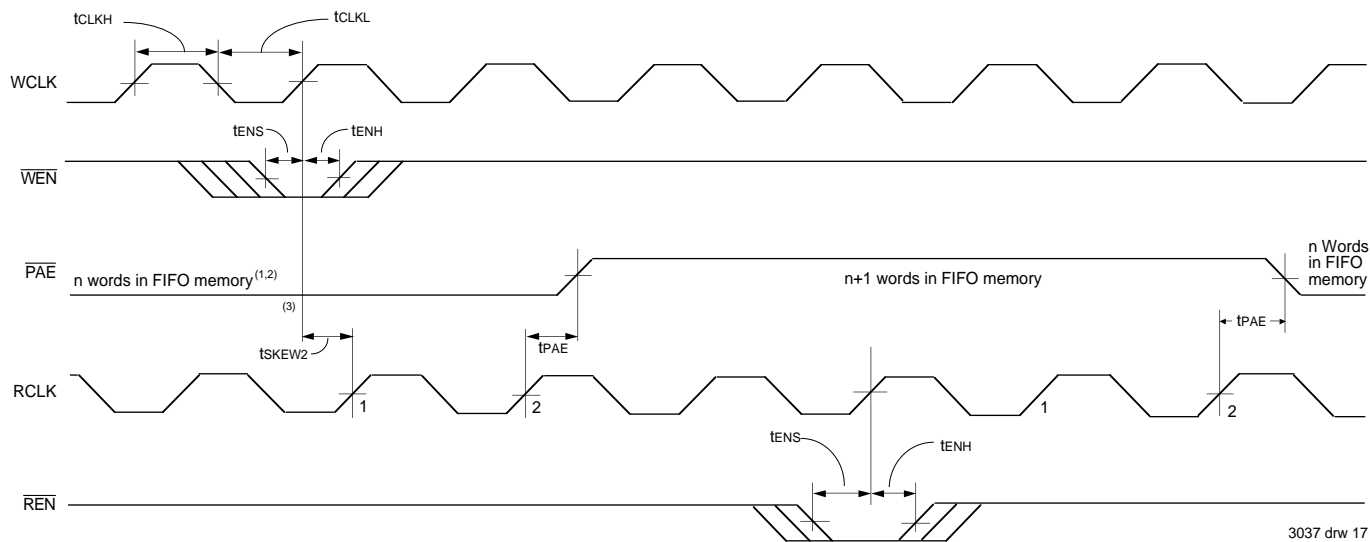 tCLKH
tCLKL
WCLK
tENS
tENH
WEN
n Words
in FIFO
memory
PAE
n words in FIFO memory(1,2)
n+1 words in FIFO memory
(3)
tSKEW2
tPAE
tPAE
RCLK
1
2
1
2
tENS
tENH
REN
3037 drw 17